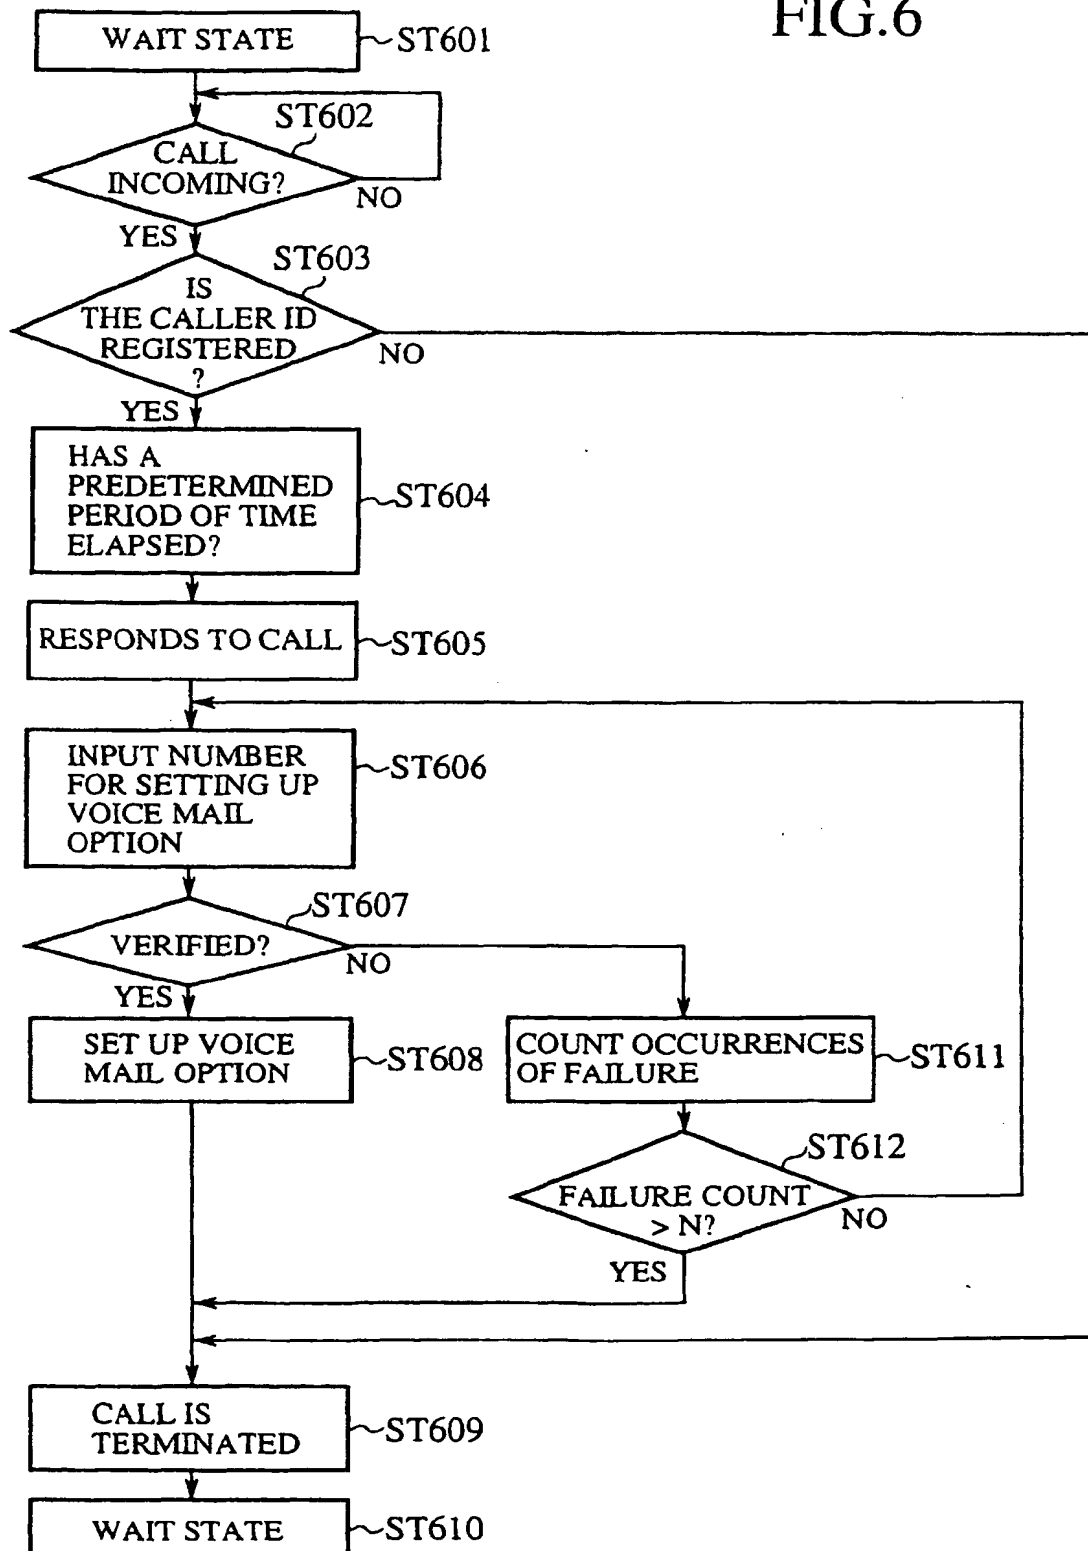 FIG.6
WAIT STATE
ST601
ST602
CALL
INCOMING?
NO
YES
ST603
IS
THE CALLER ID
REGISTERED
?
NO
YES
HAS A
PREDETERMINED
PERIOD OF TIME
ELAPSED?
ST604
RESPONDS TO CALL
ST605
INPUT NUMBER
FOR SETTING UP
VOICE MAIL
OPTION
ST606
ST607
VERIFIED?
NO
YES
SET UP VOICE
MAIL OPTION
ST608
COUNT OCCURRENCES
OF FAILURE
ST611
ST612
FAILURE COUNT
> N?
NO
YES
CALL IS
TERMINATED
ST609
WAIT STATE
ST610